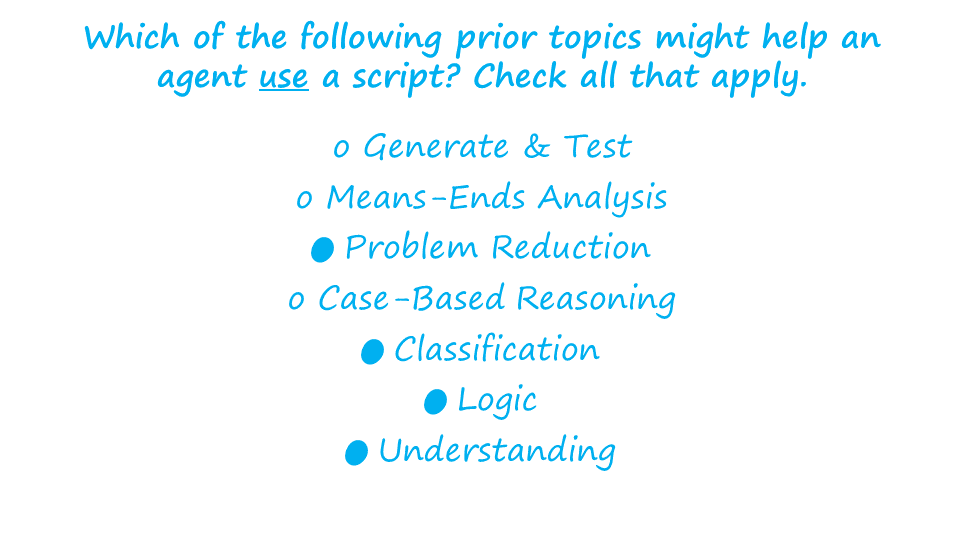 Which of the following prior topics might help an
agent use a script? Check all that apply.
o Generate & Test
o Means-Ends Analysis
● Problem Reduction
o Case-Based Reasoning
● Classification
● Logic
● Understanding